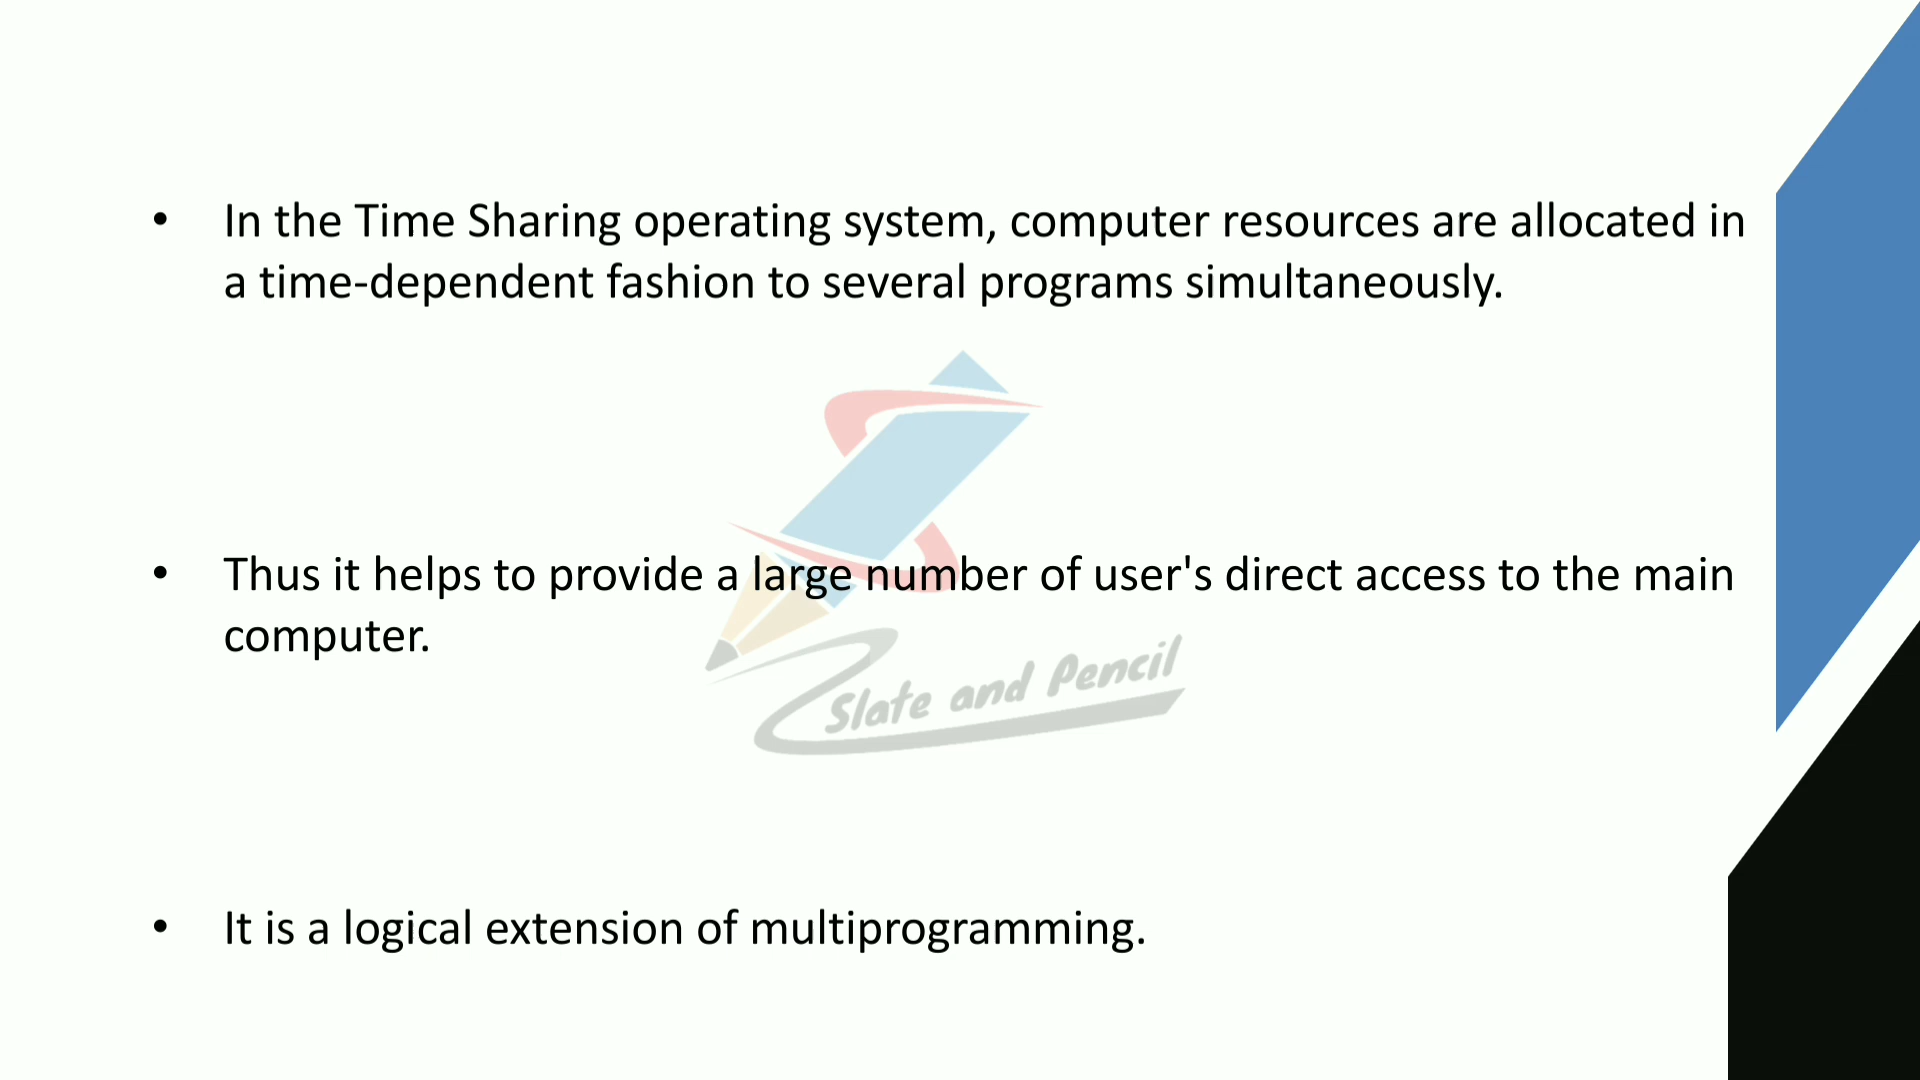 • In the Time Sharing operating system, computer resources are allocated in
a time-dependent fashion to several programs simultaneously.
• Thus it helps to provide a large number of user's direct access to the main
computer.
Slate and Pencil
• It is a logical extension of multiprogramming.